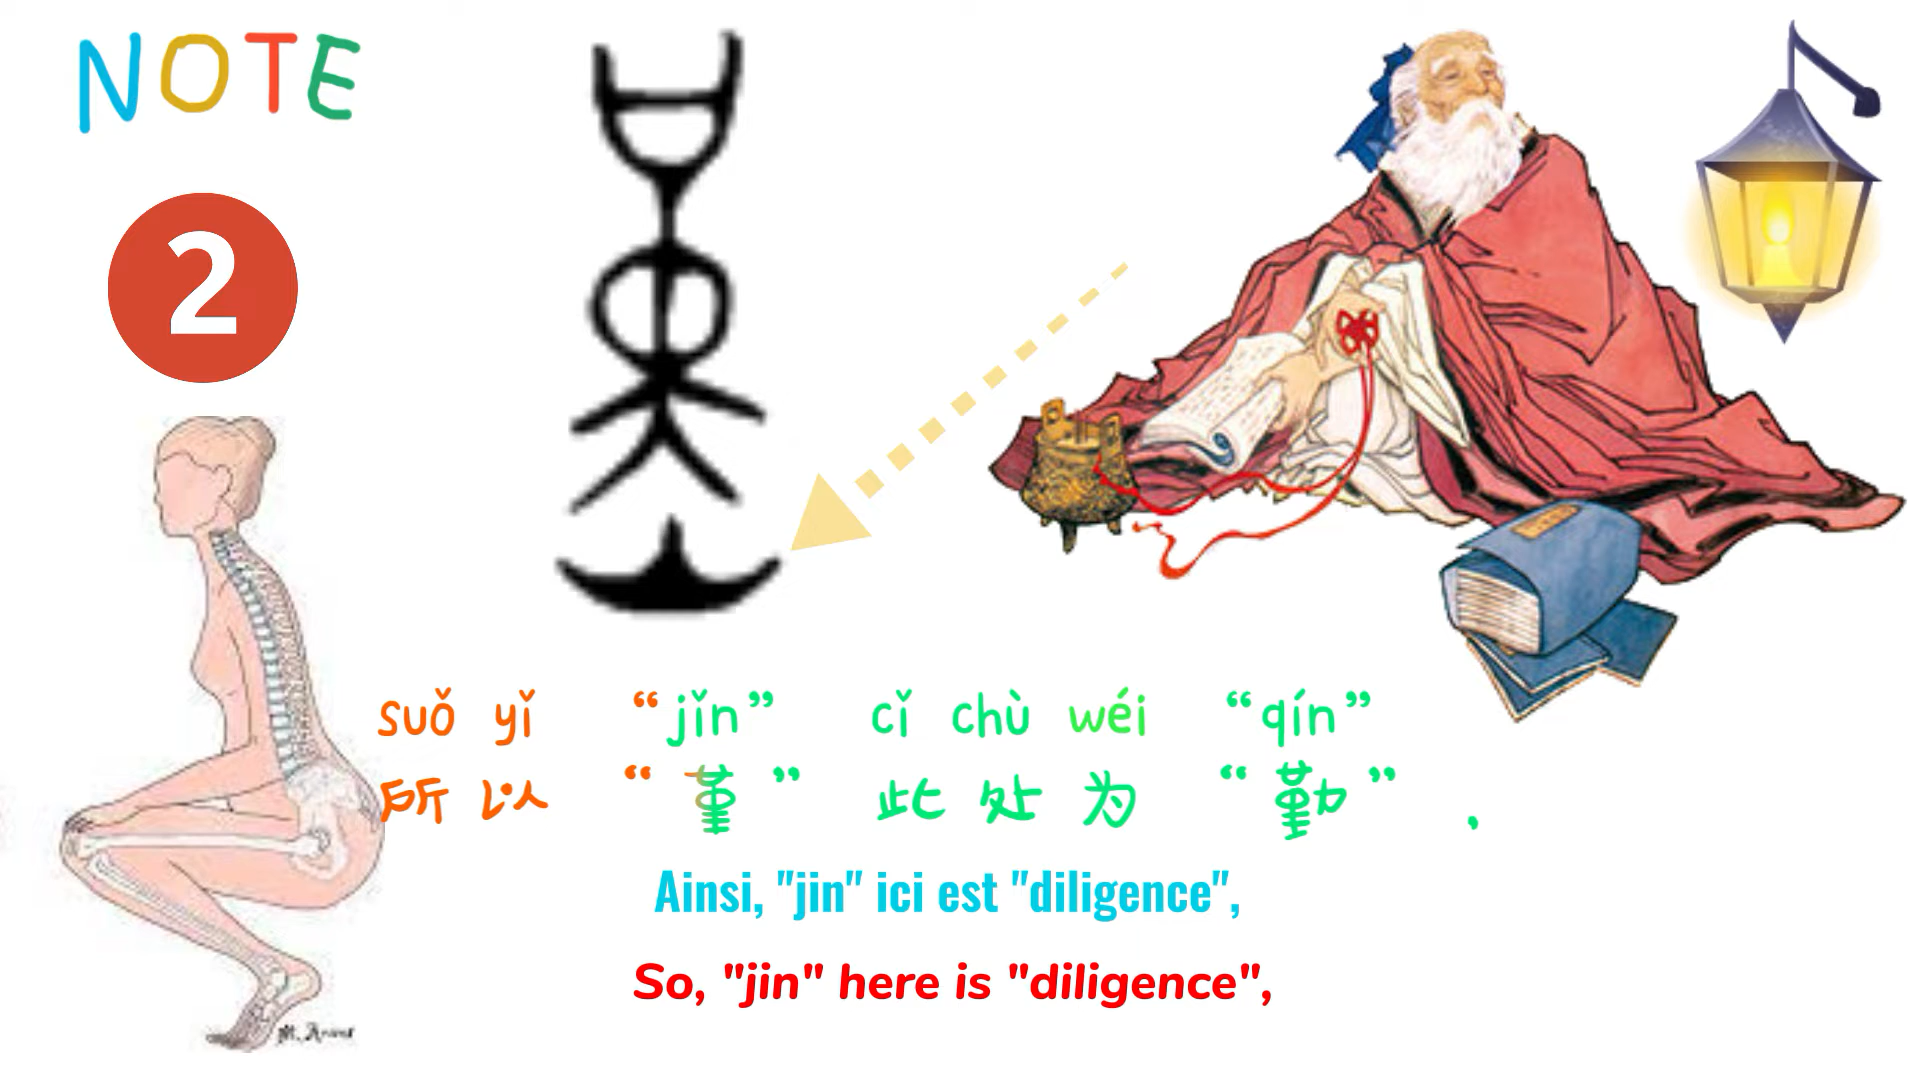 NOTE
2
suǒ yǐ “jǐn” cǐ chù wéi “qín”
所以“堇”此处为“勤”,
Ainsi, "jin" ici est "diligence",
So, "jin" here is "diligence",